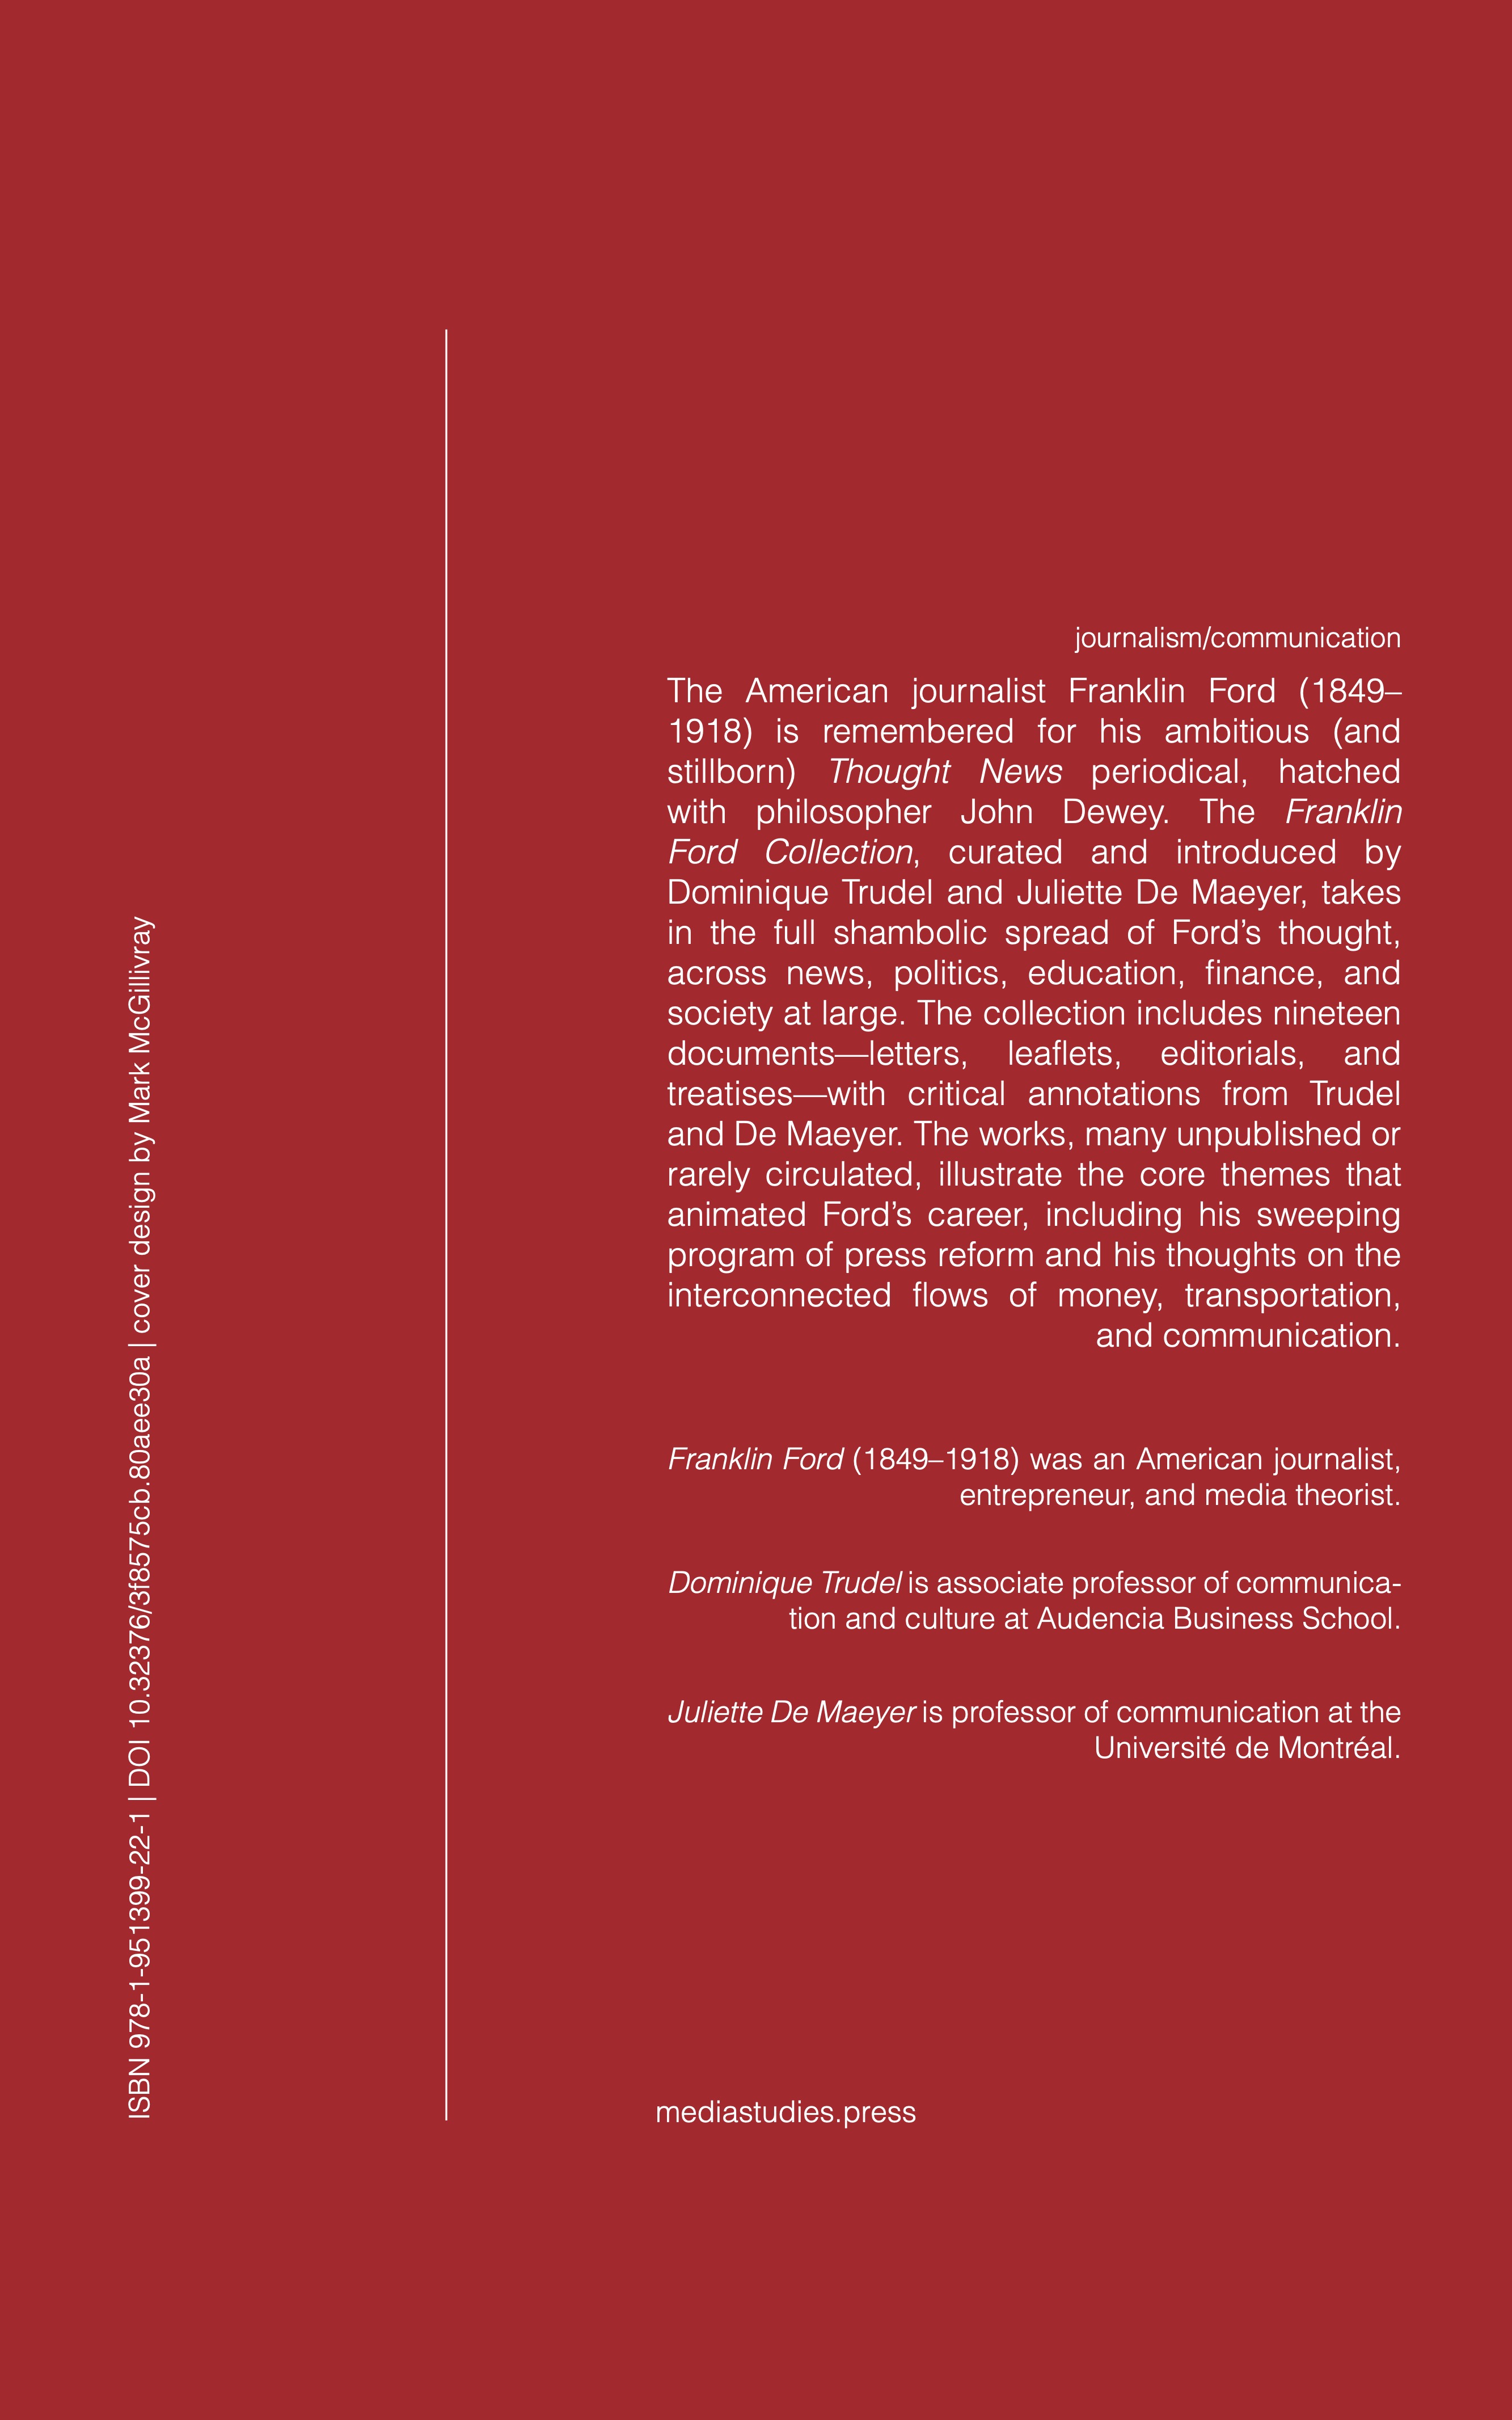 journalism/communication
The American journalist Franklin Ford (1849–
1918) is remembered for his ambitious (and
stillborn) Thought News periodical, hatched
with philosopher John Dewey. The Franklin
Ford Collection, curated and introduced by
Dominique Trudel and Juliette De Maeyer, takes
in the full shambolic spread of Ford’s thought,
across news, politics, education, finance, and
society at large. The collection includes nineteen
documents—letters, leaflets, editorials, and
treatises—with critical annotations from Trudel
and De Maeyer. The works, many unpublished or
rarely circulated, illustrate the core themes that
animated Ford’s career, including his sweeping
program of press reform and his thoughts on the
interconnected flows of money, transportation,
and communication.
Franklin Ford (1849–1918) was an American journalist,
entrepreneur, and media theorist.
Dominique Trudel is associate professor of communica-
tion and culture at Audencia Business School.
Juliette De Maeyer is professor of communication at the
Université de Montréal.
mediastudies.press
ISBN 978-1-951399-22-1 | DOI 10.32376/3f8575cb.80aee30a | cover design by Mark McGillivray